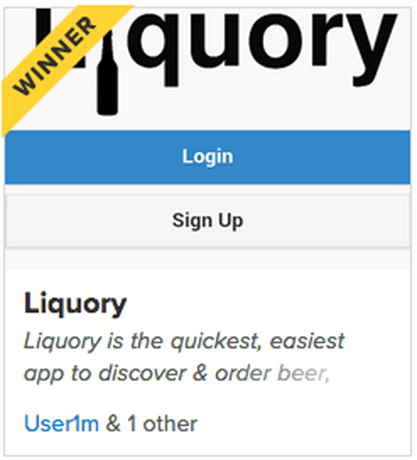 WINNER
Liquory
Login
Sign Up
Liquory
Liquory is the quickest, easiest
app to discover & order beer,
User1m & 1 other